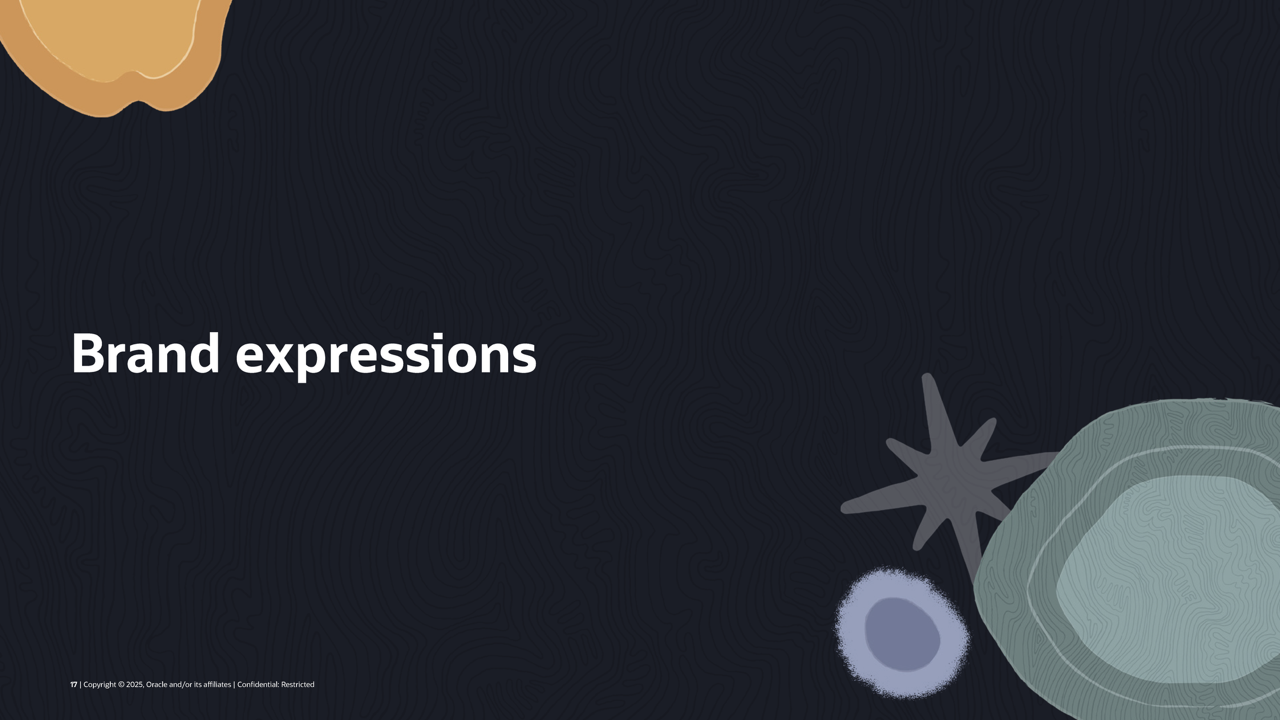 Brand expressions
17 | Copyright © 2025, Oracle and/or its affiliates | Confidential: Restricted